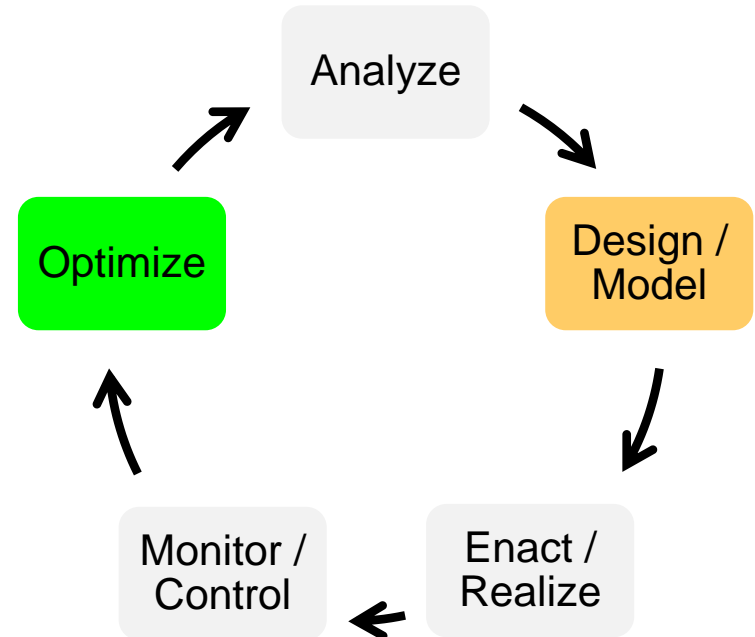 Analyze
Design /
Model
Enact /
Realize
Monitor /
Control
Optimize